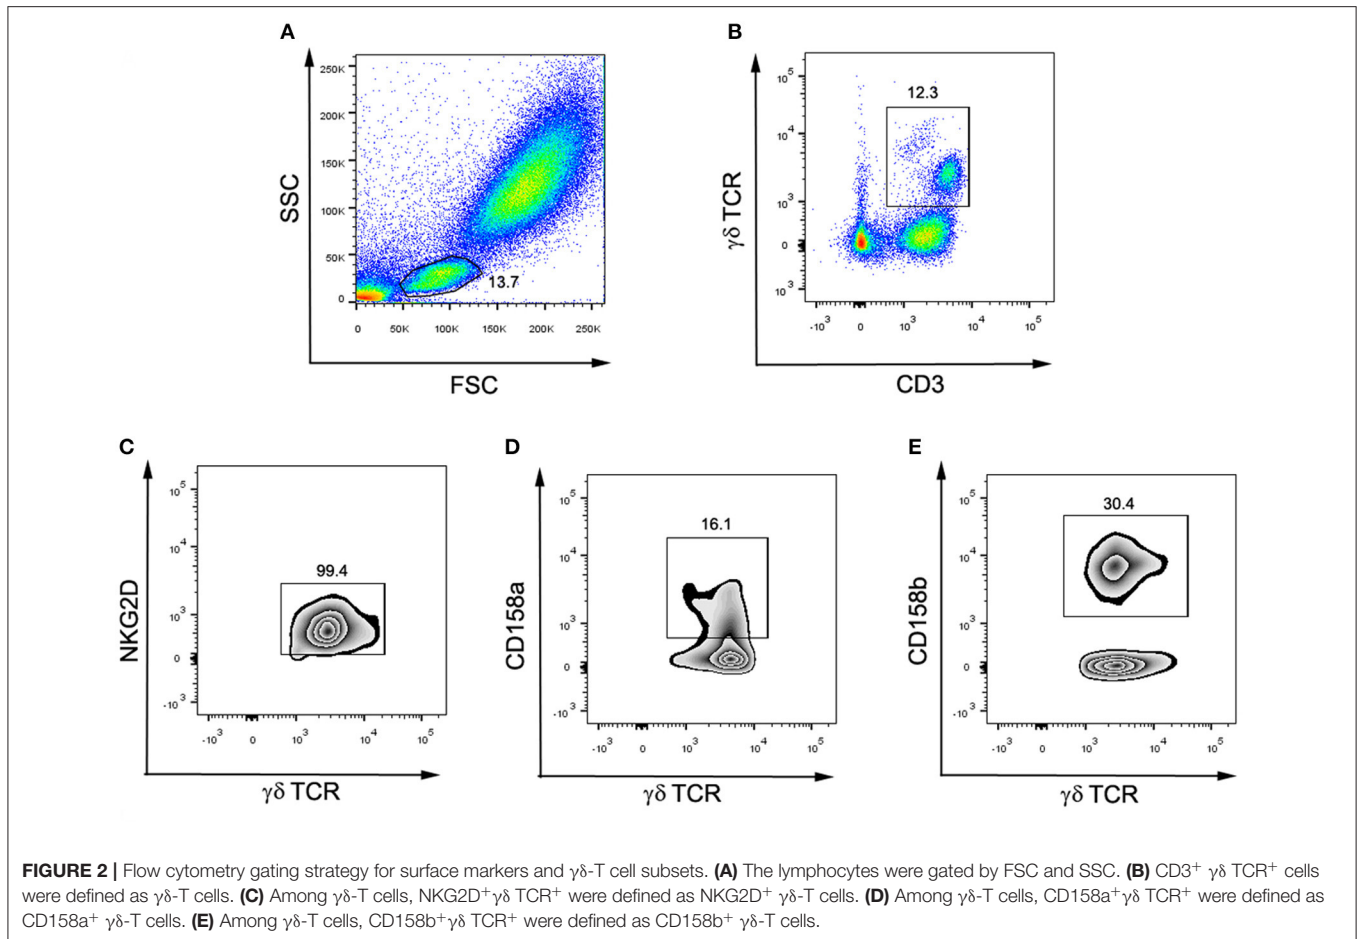 A
B
250K
200K
150K
100K
50K
0
SSC
13.7
0 50K 100K 150K 200K 250K
FSC
10^5
10^4
10^3
0
10^3
γδ TCR
12.3
-10^3 0 10^3 10^4 10^5
CD3
C
D
E
10^5
10^4
10^3
0
-10^3
NKG2D
99.4
-10^3 0 10^3 10^4 10^5
γδ TCR
10^5
10^4
10^3
0
-10^3
CD158a
16.1
-10^3 0 10^3 10^4 10^5
γδ TCR
10^5
10^4
10^3
0
-10^3
CD158b
30.4
-10^3 0 10^3 10^4 10^5
γδ TCR
FIGURE 2 | Flow cytometry gating strategy for surface markers and γδ-T cell subsets. (A) The lymphocytes were gated by FSC and SSC. (B) CD3+ γδ TCR+ cells
were defined as γδ-T cells. (C) Among γδ-T cells, NKG2D+γδ TCR+ were defined as NKG2D+ γδ-T cells. (D) Among γδ-T cells, CD158a+γδ TCR+ were defined as
CD158a+ γδ-T cells. (E) Among γδ-T cells, CD158b+γδ TCR+ were defined as CD158b+ γδ-T cells.